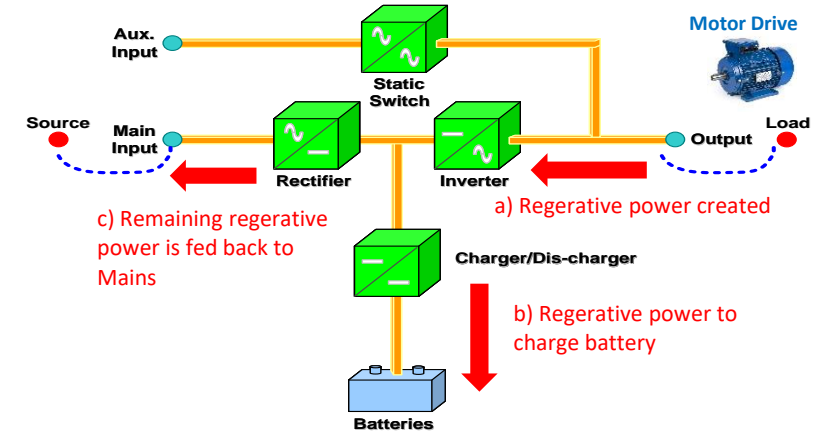 Aux.
Input
Static
Switch
Motor Drive
Source
Main
Input
Rectifier
Inverter
Output
Load
a) Regerative power created
c) Remaining regerative
power is fed back to
Mains
Charger/Dis-charger
b) Regerative power to
charge battery
Batteries